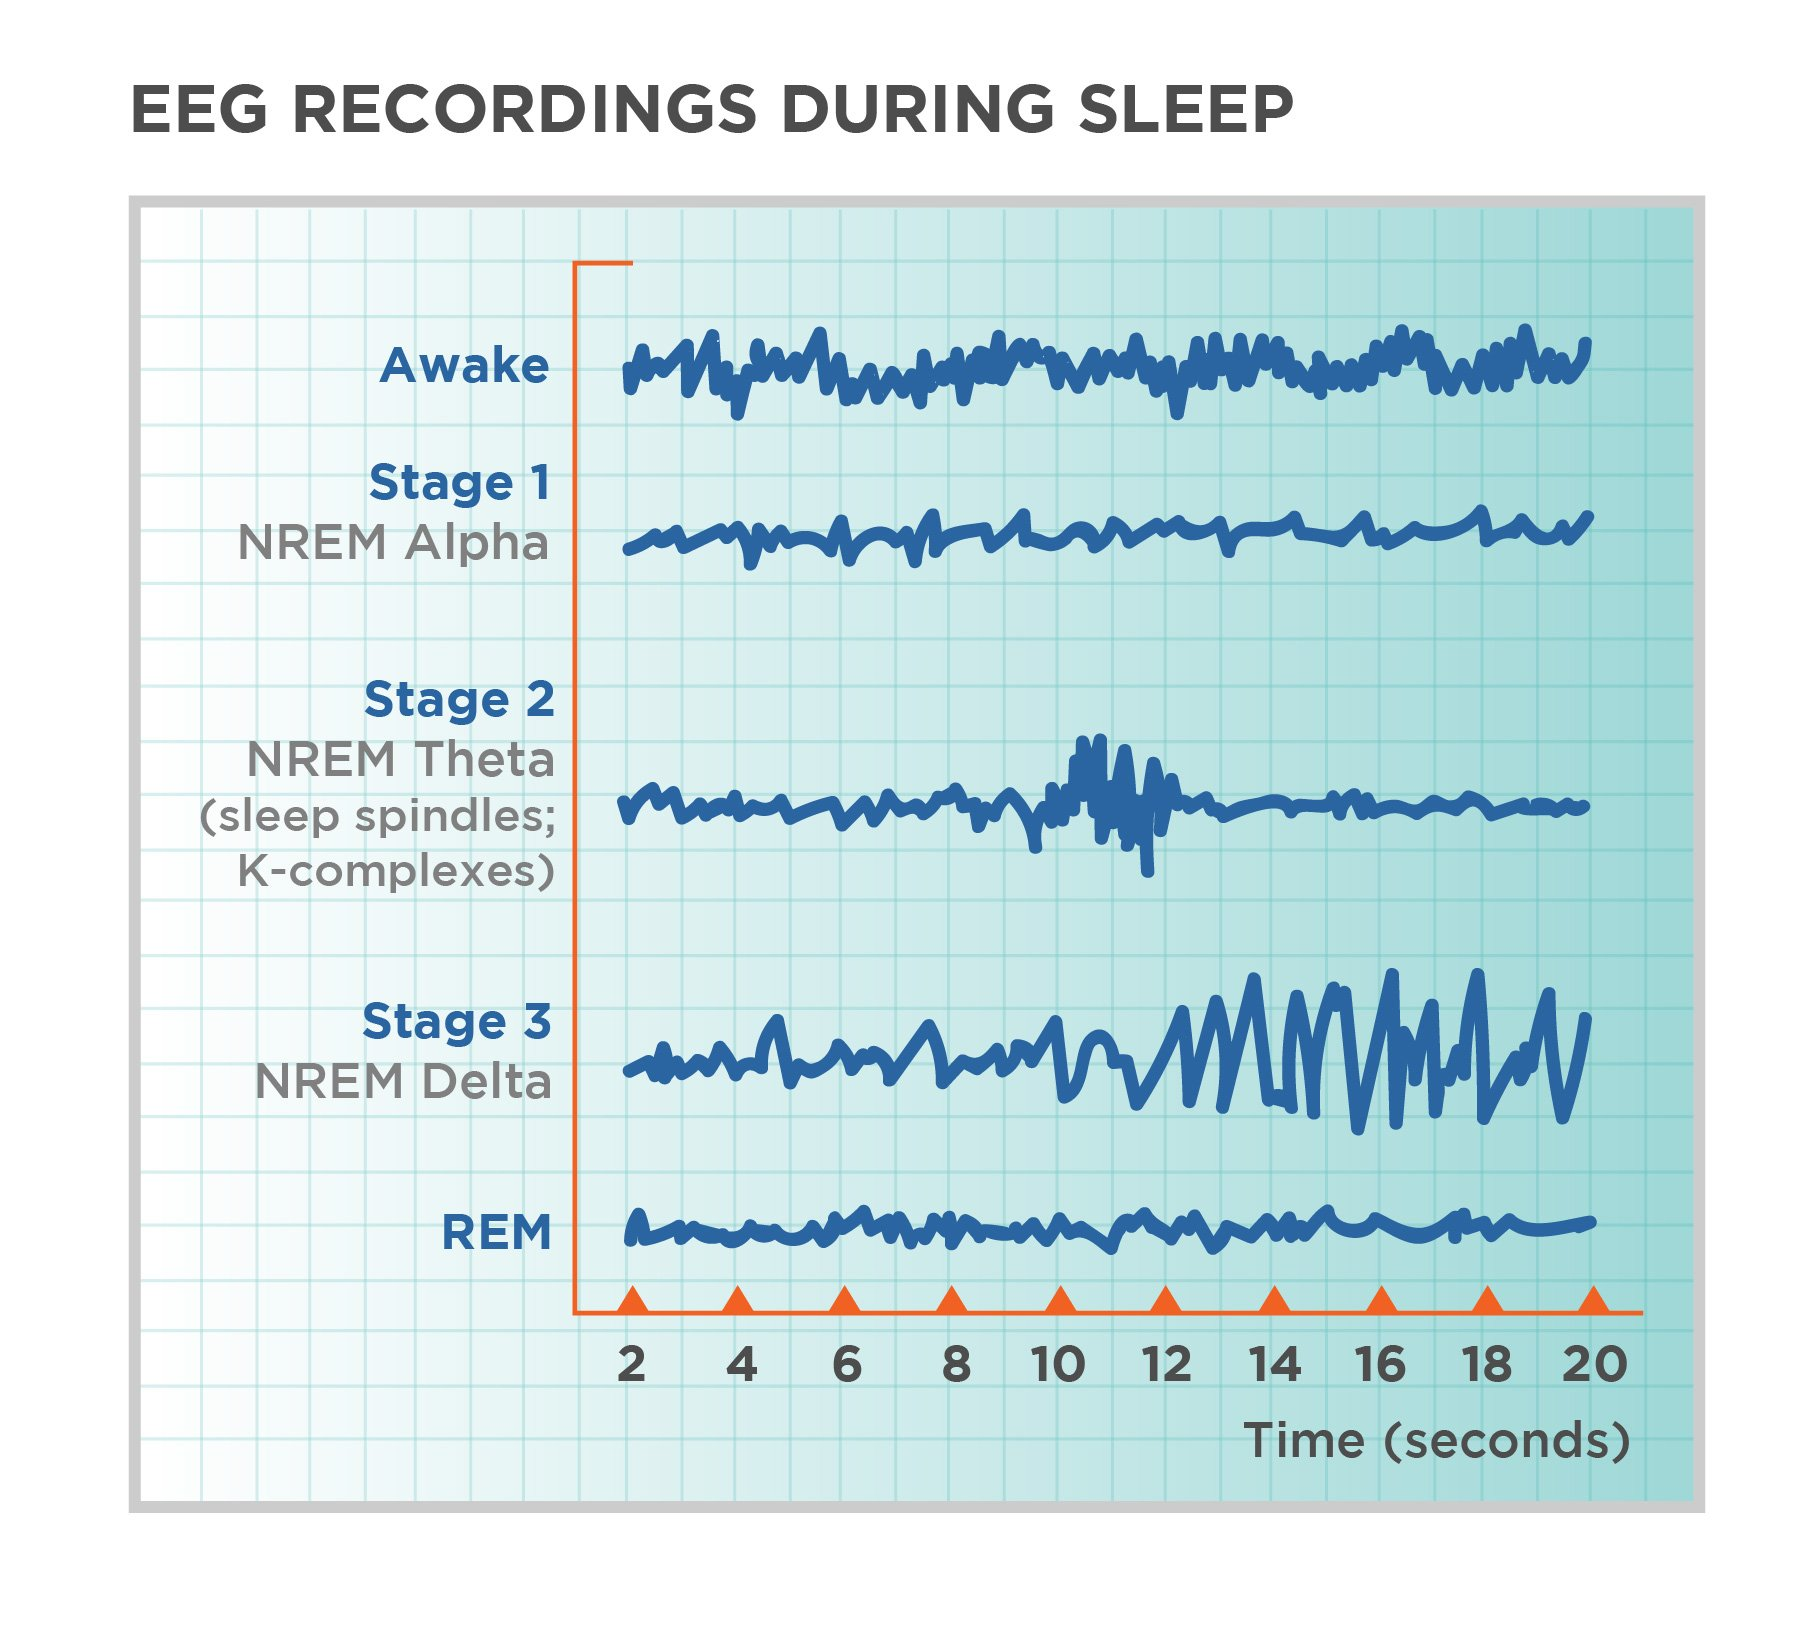 EEG RECORDINGS DURING SLEEP
Awake
Stage 1
NREM Alpha
Stage 2
NREM Theta
(sleep spindles;
K-complexes)
Stage 3
NREM Delta
REM
2 4 6 8 10 12 14 16 18 20
Time (seconds)